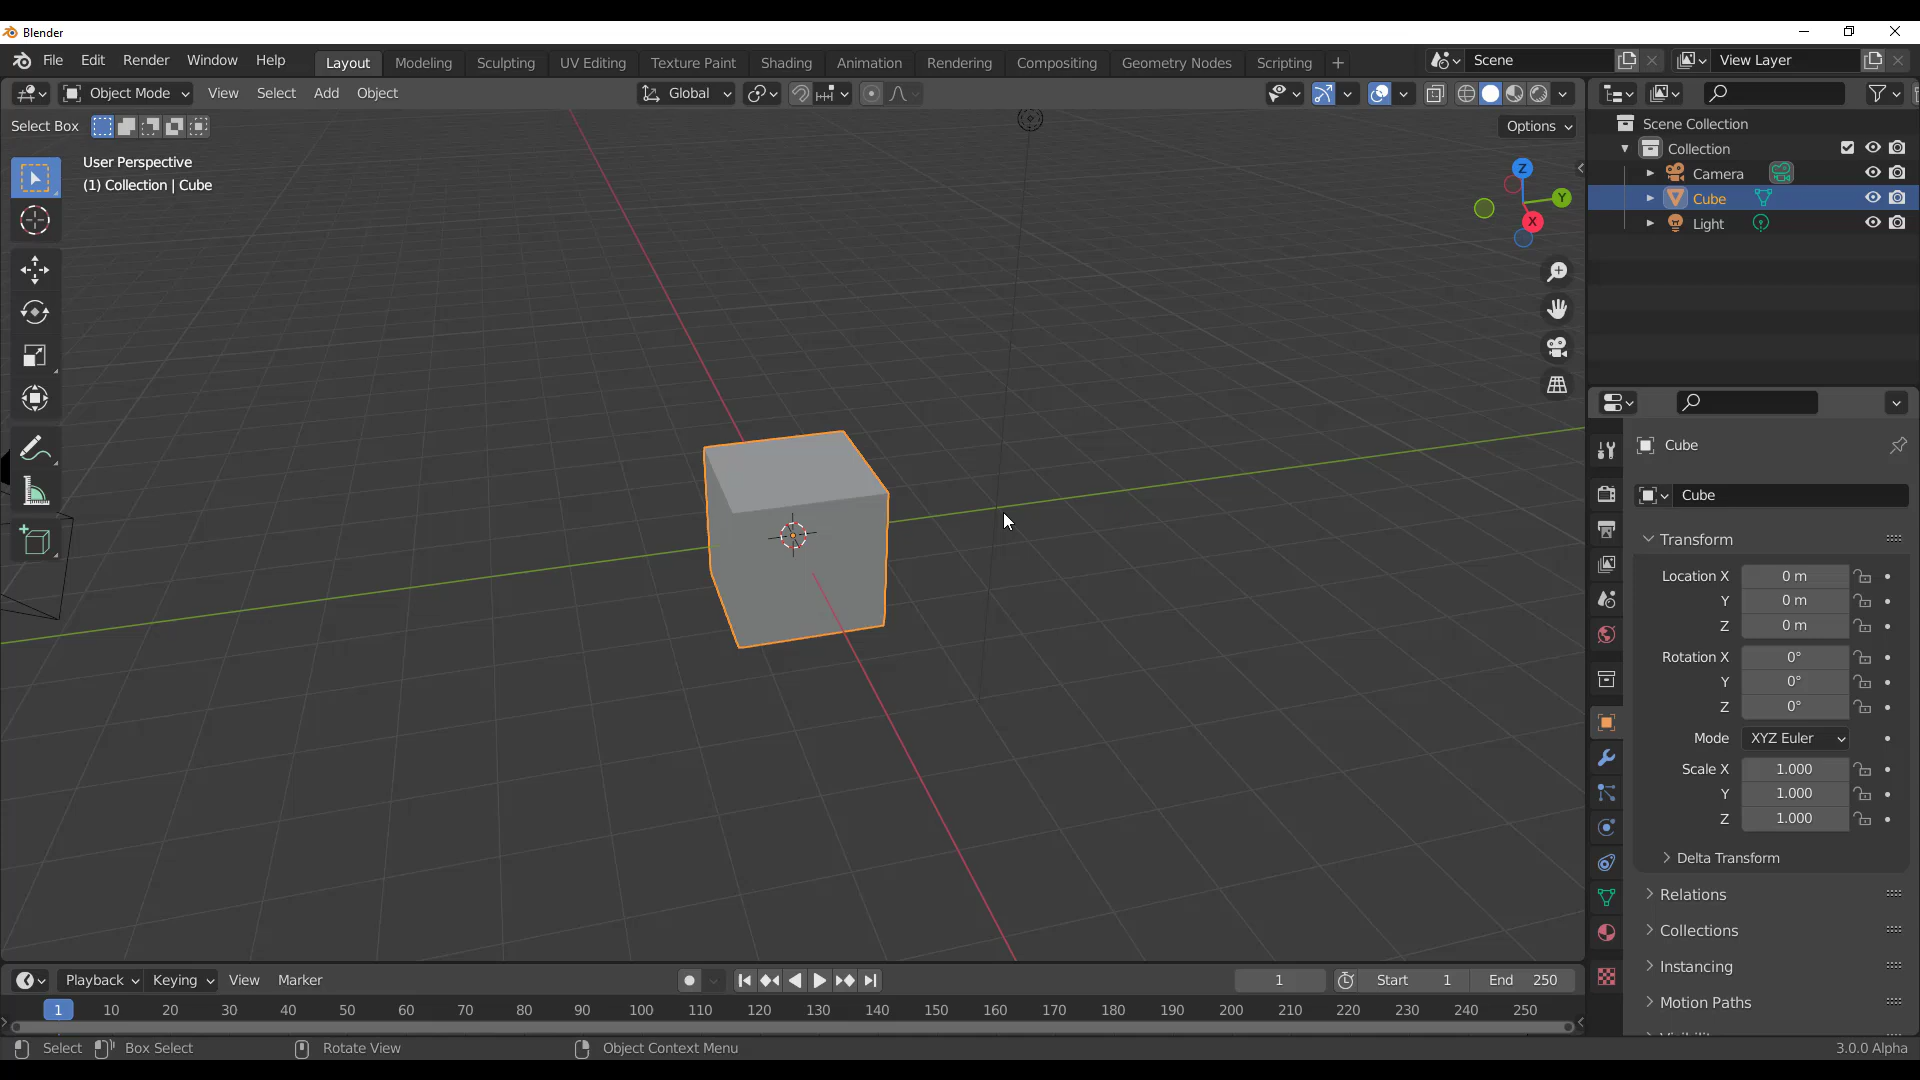 Blender
File Edit Render Window Help Layout Modeling Sculpting UV Editing Texture Paint Shading Animation Rendering Compositing Geometry Nodes Scripting + Scene View Layer
Object Mode View Select Add Object Global
Select Box Options
User Perspective
(1) Collection | Cube
Z
Y
X
Scene Collection
Collection
Camera
Cube
Light
Cube
Cube
Transform
Location X 0 m
Y 0 m
Z 0 m
Rotation X 0°
Y 0°
Z 0°
Mode XYZ Euler
Scale X 1.000
Y 1.000
Z 1.000
Delta Transform
Relations
Collections
Instancing
Motion Paths
Playback Keying View Marker 1 Start 1 End 250
1 10 20 30 40 50 60 70 80 90 100 110 120 130 140 150 160 170 180 190 200 210 220 230 240 250
Select Box Select Rotate View Object Context Menu 3.0.0 Alpha